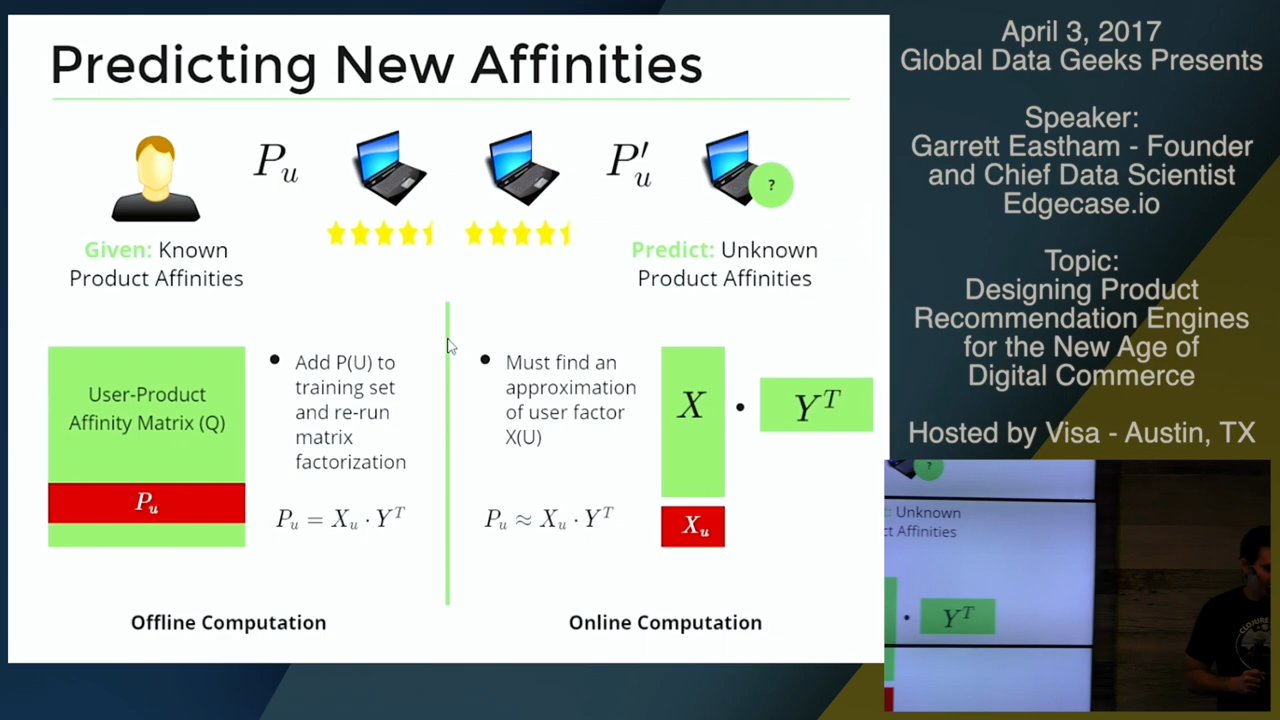 Predicting New Affinities
P_u
P'_u
?
Given: Known
Product Affinities
Predict: Unknown
Product Affinities
User-Product
Affinity Matrix (Q)
P_u
• Add P(U) to
training set
and re-run
matrix
factorization
P_u = X_u · Y^T
Offline Computation
• Must find an
approximation
of user factor
X(U)
P_u ≈ X_u · Y^T
X • Y^T
X_u
Online Computation
April 3, 2017
Global Data Geeks Presents
Speaker:
Garrett Eastham - Founder
and Chief Data Scientist
Edgecase.io
Topic:
Designing Product
Recommendation Engines
for the New Age of
Digital Commerce
Hosted by Visa - Austin, TX
?
: Unknown
ct Affinities
• Y^T
CLOJURE